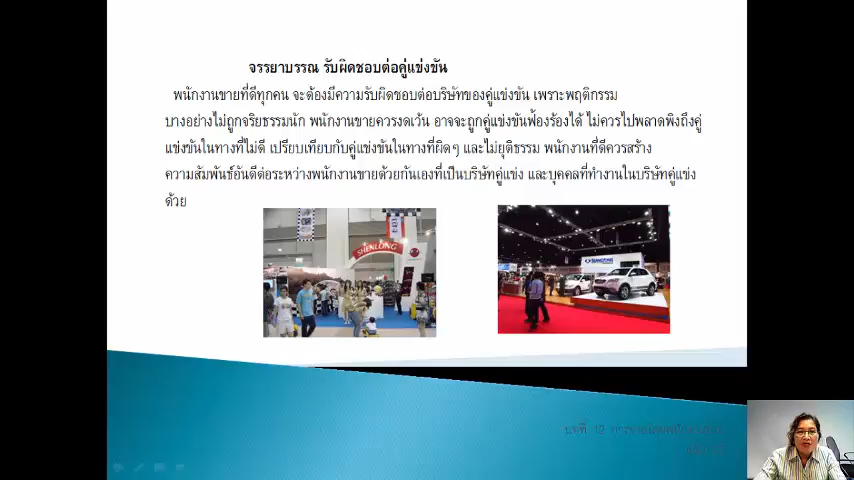 จรรยาบรรณ รับผิดชอบต่อคู่แข่งขัน
พนักงานขายที่ดีทุกคน จะต้องมีความรับผิดชอบต่อบริษัทของคู่แข่งขัน เพราะพฤติกรรม
บางอย่างไม่ถูกจริยธรรมนัก พนักงานขายควรงดเว้น อาจจะถูกคู่แข่งขันฟ้องร้องได้ ไม่ควรไปพลาดพิงถึงคู่
แข่งขันในทางที่ไม่ดี เปรียบเทียบกับคู่แข่งขันในทางที่ผิดๆ และไม่ยุติธรรม พนักงานที่ดีควรสร้าง
ความสัมพันธ์อันดีต่อระหว่างพนักงานขายด้วยกันเองที่เป็นบริษัทคู่แข่ง และบุคคลที่ทำงานในบริษัทคู่แข่ง
ด้วย
SHENLONG
SSANGYONG
บทที่ 12